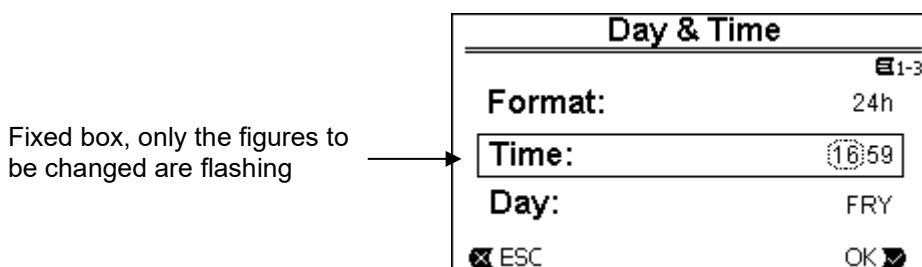 Day & Time
1-3
Format: 24h
Fixed box, only the figures to
be changed are flashing
Time: 16:59
Day: FRY
ESC OK